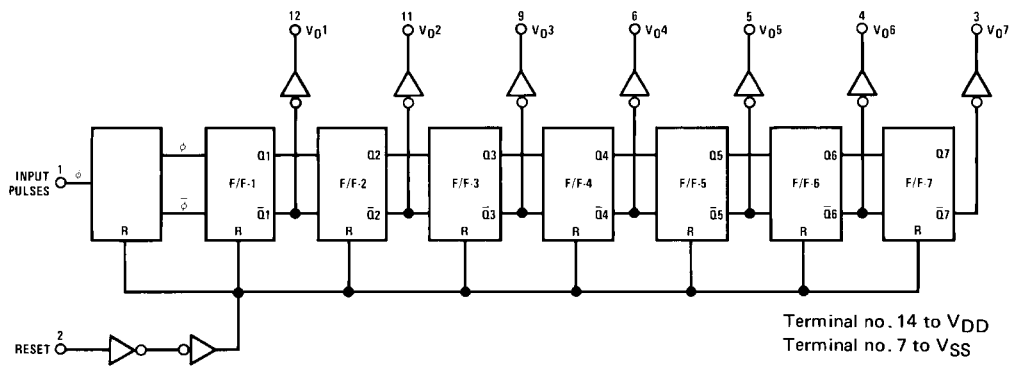 12 11 9 6 5 4 3
V01 V02 V03 V04 V05 V06 V07
INPUT PULSES 1 ϕ
ϕ Q1 Q2 Q3 Q4 Q5 Q6 Q7
F/F-1 F/F-2 F/F-3 F/F-4 F/F-5 F/F-6 F/F-7
ϕ̅ Q̅1 Q̅2 Q̅3 Q̅4 Q̅5 Q̅6 Q̅7
R R R R R R R R
RESET 2
Terminal no. 14 to VDD
Terminal no. 7 to VSS